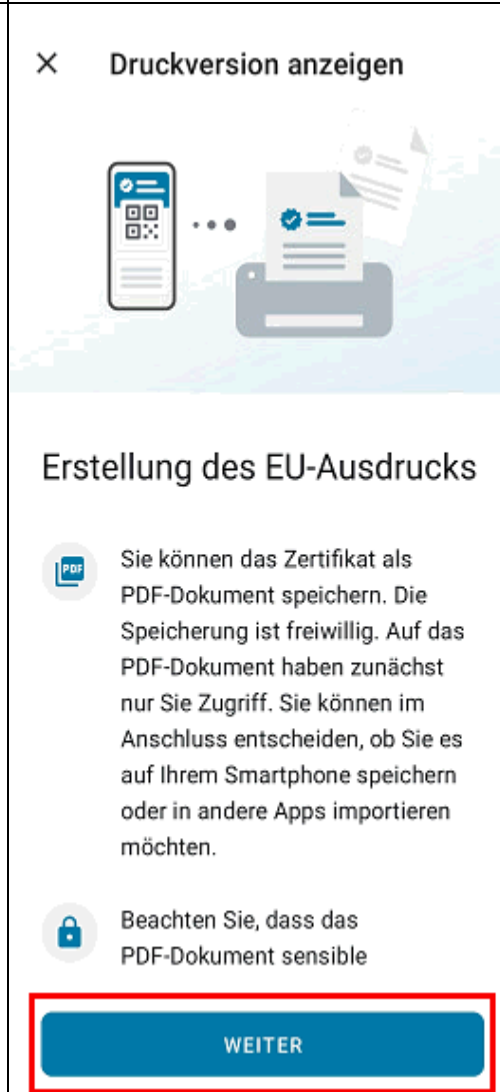 Druckversion anzeigen
Erstellung des EU-Ausdrucks
PDF
Sie können das Zertifikat als
PDF-Dokument speichern. Die
Speicherung ist freiwillig. Auf das
PDF-Dokument haben zunächst
nur Sie Zugriff. Sie können im
Anschluss entscheiden, ob Sie es
auf Ihrem Smartphone speichern
oder in andere Apps importieren
möchten.
Beachten Sie, dass das
PDF-Dokument sensible
WEITER